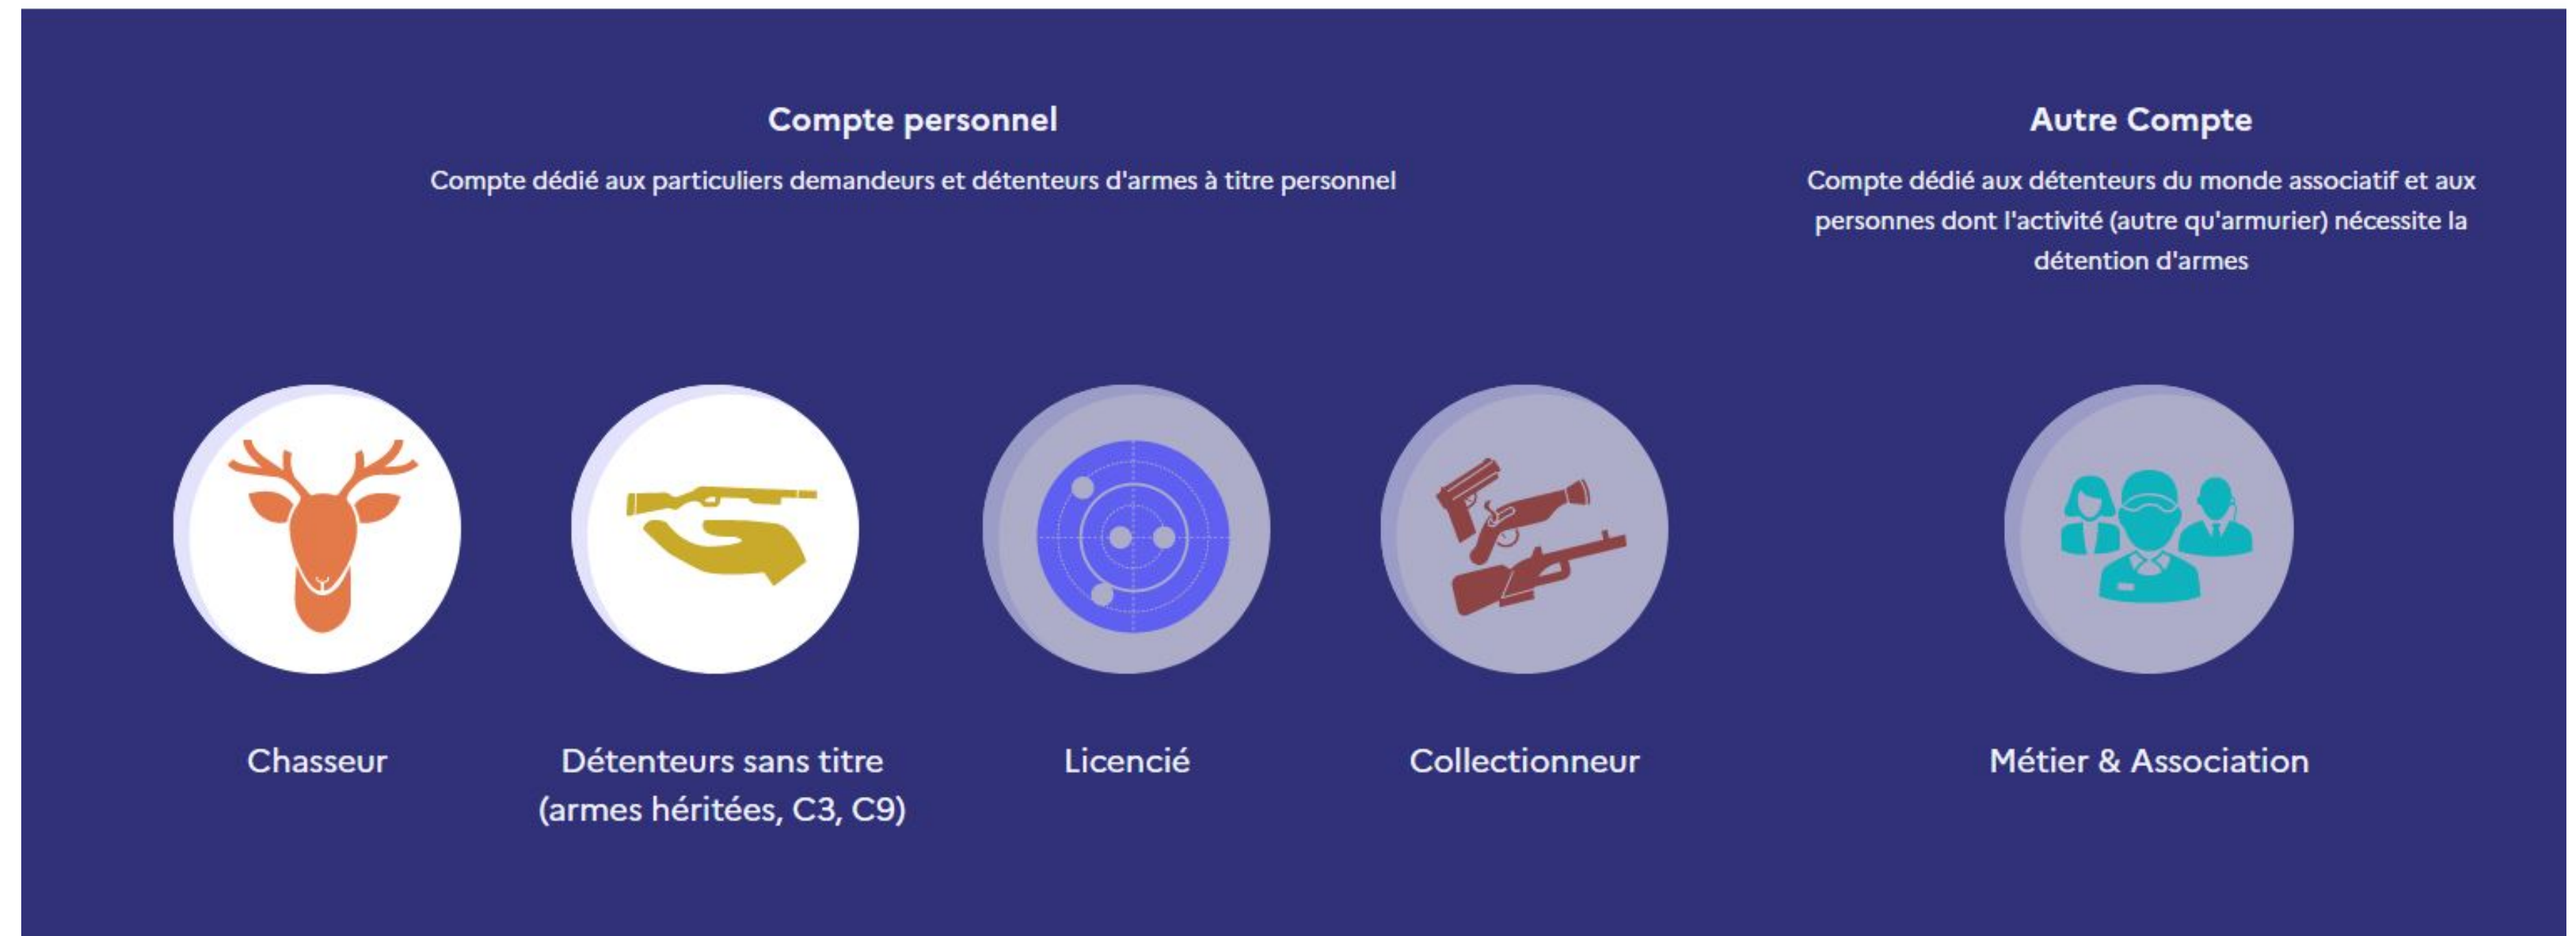 Compte personnel
Compte dédié aux particuliers demandeurs et détenteurs d'armes à titre personnel
Autre Compte
Compte dédié aux détenteurs du monde associatif et aux
personnes dont l'activité (autre qu'armurier) nécessite la
détention d'armes
Chasseur
Détenteurs sans titre
(armes héritées, C3, C9)
Licencié
Collectionneur
Métier & Association